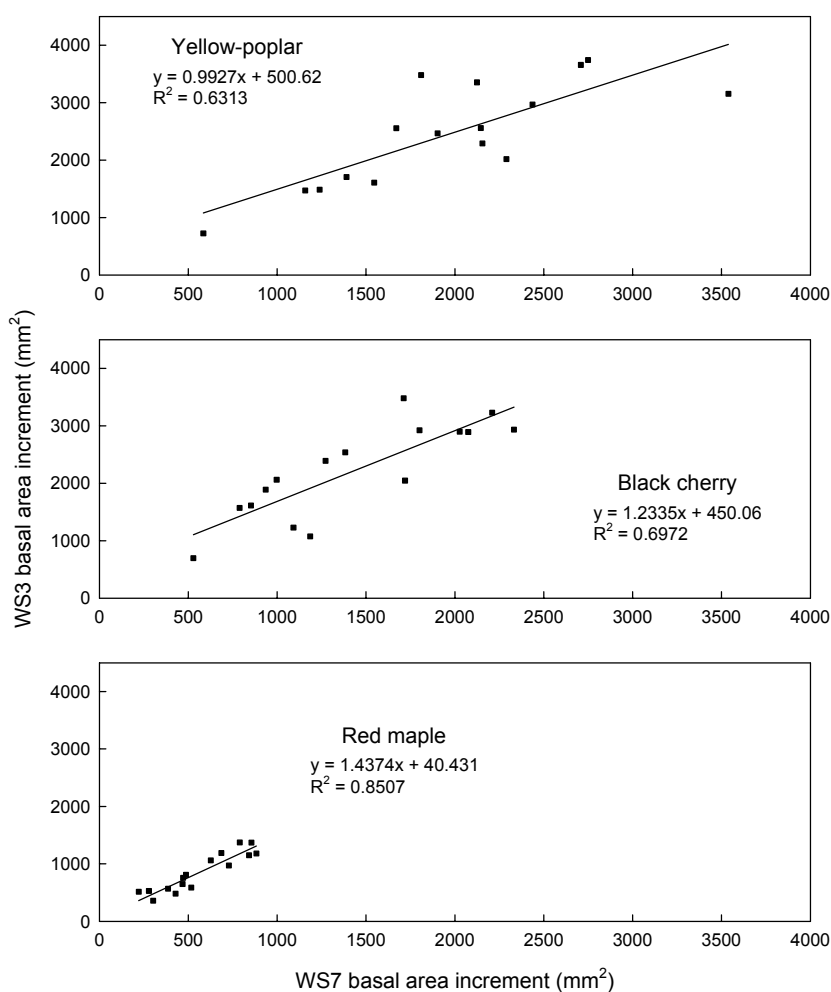 WS3 basal area increment (mm²)
4000
3000
2000
1000
0
Yellow-poplar
y = 0.9927x + 500.62
R² = 0.6313
0 500 1000 1500 2000 2500 3000 3500 4000
4000
3000
2000
1000
0
Black cherry
y = 1.2335x + 450.06
R² = 0.6972
0 500 1000 1500 2000 2500 3000 3500 4000
4000
3000
2000
1000
0
Red maple
y = 1.4374x + 40.431
R² = 0.8507
0 500 1000 1500 2000 2500 3000 3500 4000
WS7 basal area increment (mm²)